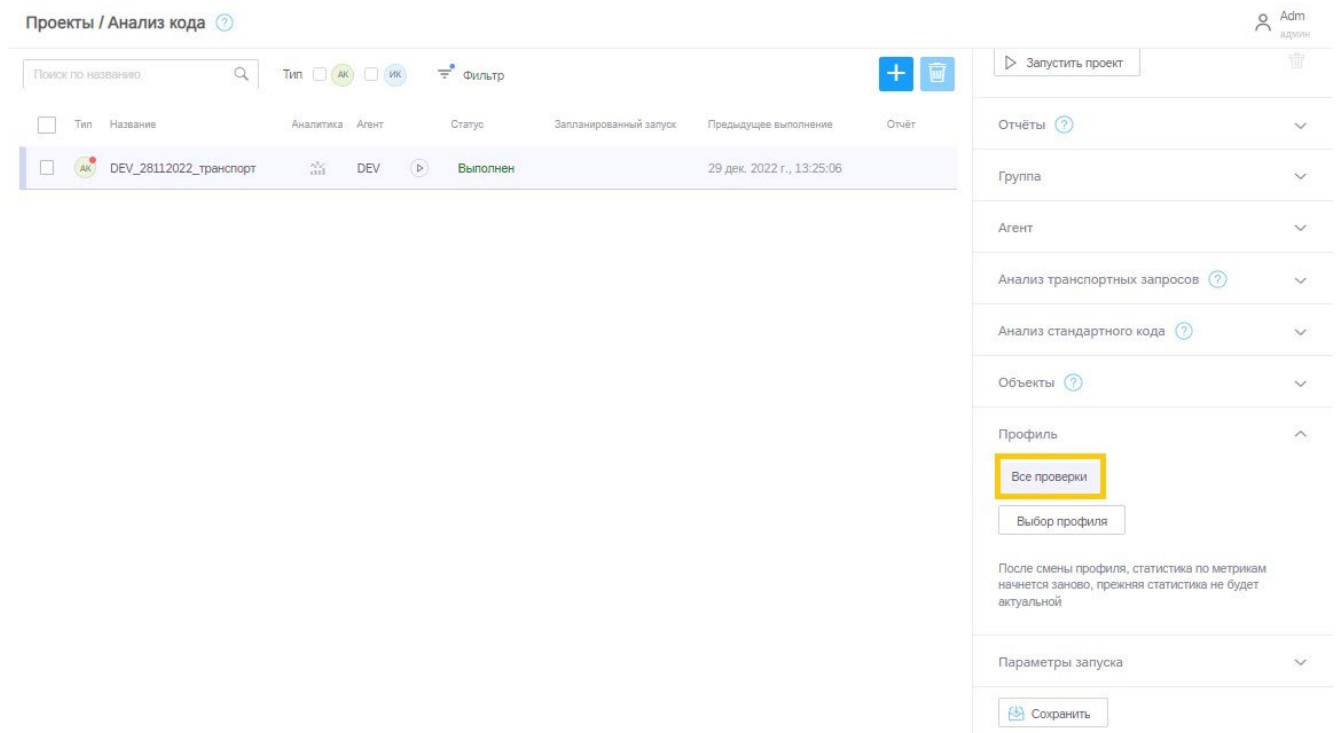 Проекты / Анализ кода ?
Adm
админ
Поиск по названию
Тип АК ИК Фильтр
Запустить проект
Тип Название Аналитика Агент Статус Запланированный запуск Предыдущее выполнение Отчёт
АК DEV_28112022_транспорт DEV Выполнен 29 дек. 2022 г., 13:25:06
Отчёты ?
Группа
Агент
Анализ транспортных запросов ?
Анализ стандартного кода ?
Объекты ?
Профиль
Все проверки
Выбор профиля
После смены профиля, статистика по метрикам
начнется заново, прежняя статистика не будет
актуальной
Параметры запуска
Сохранить